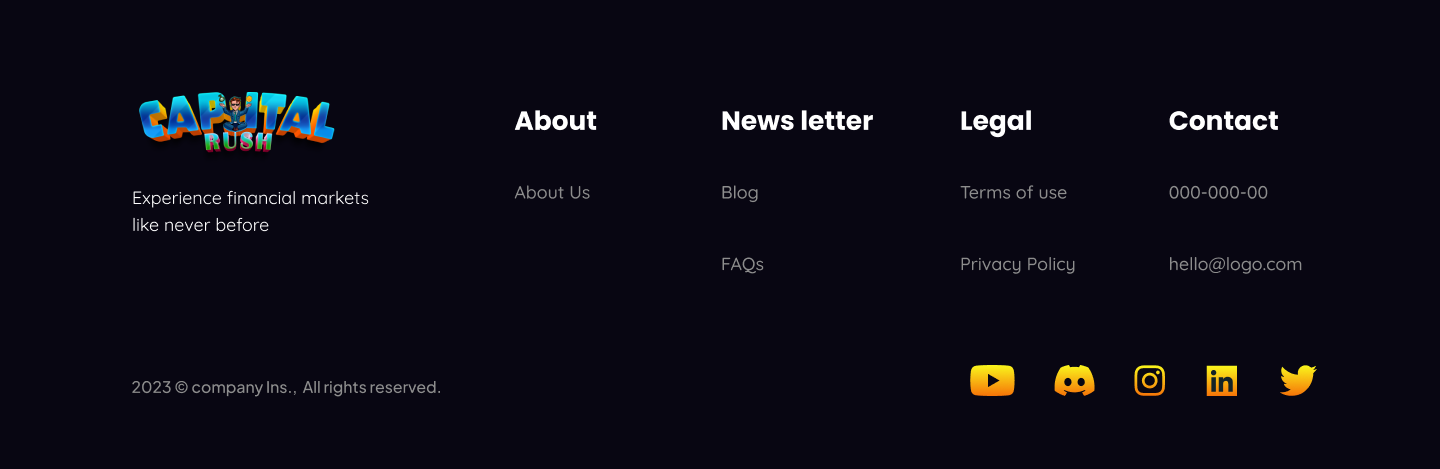 CAPITAL
RUSH
Experience financial markets
like never before
About
About Us
News letter
Blog
FAQs
Legal
Terms of use
Privacy Policy
Contact
000-000-00
hello@logo.com
2023 © company Ins., All rights reserved.
in